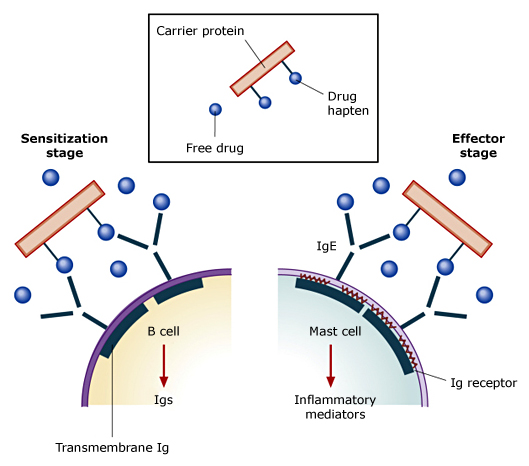 Carrier protein
Drug
hapten
Free drug
Sensitization
stage
Effector
stage
IgE
B cell
Mast cell
Igs
Inflammatory
mediators
Ig receptor
Transmembrane Ig